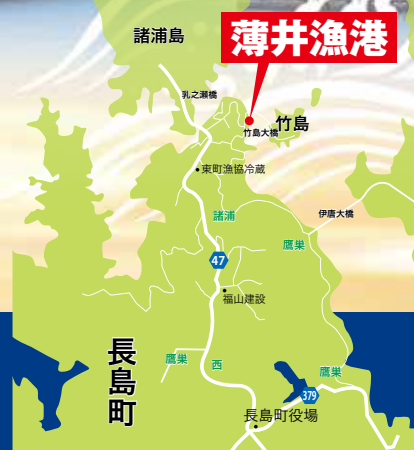 諸浦島
薄井漁港
乳之瀬橋
竹島
竹島大橋
東町漁協冷蔵
諸浦
伊唐大橋
鷹巣
47
福山建設
長島町
鷹巣
西
鷹巣
379
長島町役場